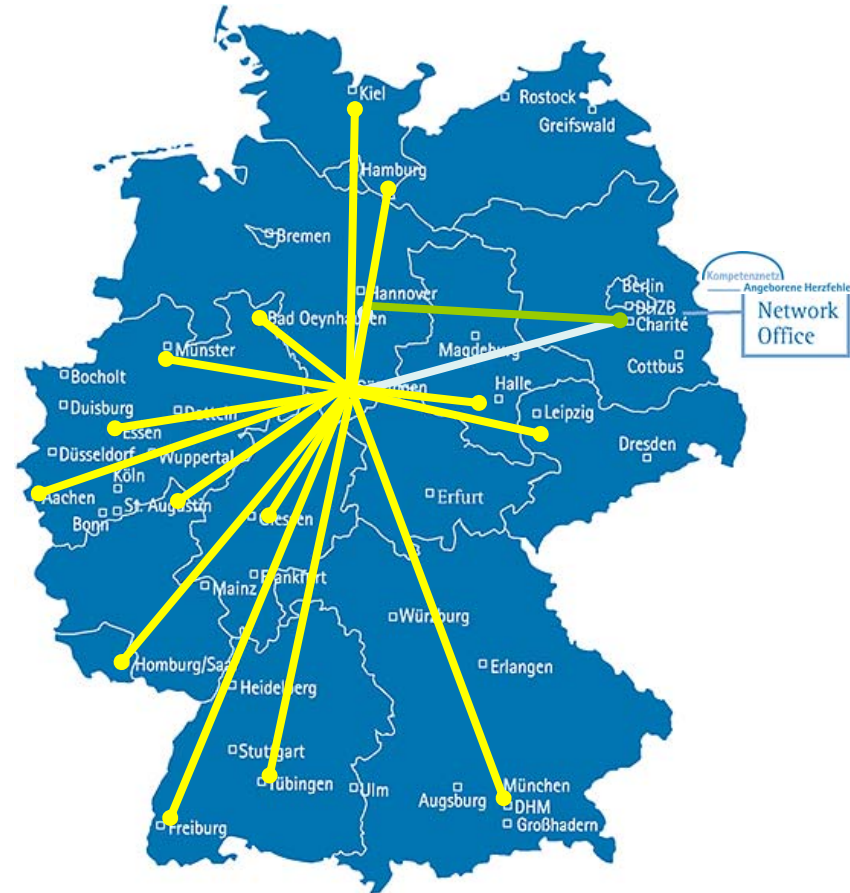 Kiel
Rostock
Greifswald
Hamburg
Bremen
Hannover
Berlin
DHZB
Charité
Kompetenznetz
Angeborene Herzfehle
Network
Office
Bad Oeynhausen
Magdeburg
Cottbus
Münster
Bocholt
Duisburg
Datteln
Halle
Leipzig
Essen
Düsseldorf
Wuppertal
Dresden
Köln
Aachen
St. Augustin
Bonn
Erfurt
Giessen
Frankfurt
Mainz
Würzburg
Homburg/Saa
Erlangen
Heidelberg
Stuttgart
Tübingen
Ulm
Augsburg
München
DHM
Großhadern
Freiburg